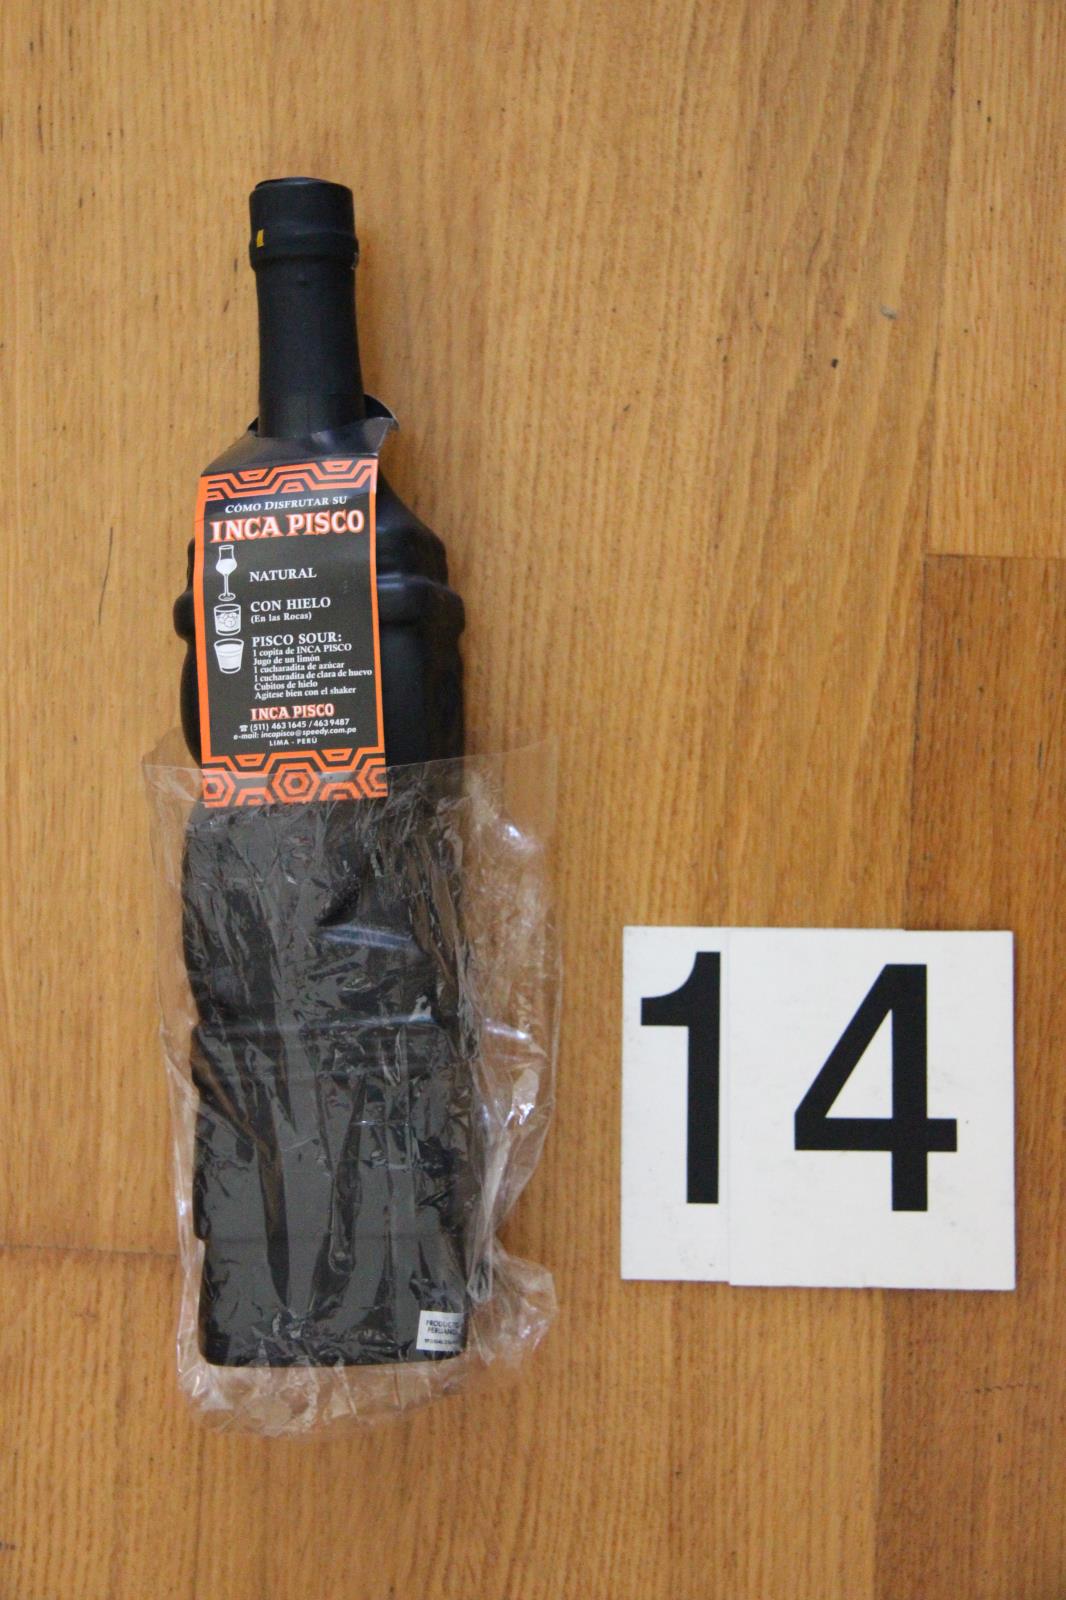 CÓMO DISFRUTAR SU
INCA PISCO
NATURAL
CON HIELO
(En las Rocas)
PISCO SOUR:
1 copita de INCA PISCO
Jugo de un limón
1 cucharadita de azúcar
1 cucharadita de clara de huevo
Cubitos de hielo
Agítese bien con el shaker
INCA PISCO
☎ (511) 463 1645 / 463 9487
e-mail: incapisco@speedy.com.pe
LIMA - PERÚ
PRODUCTO
PERUANO
14